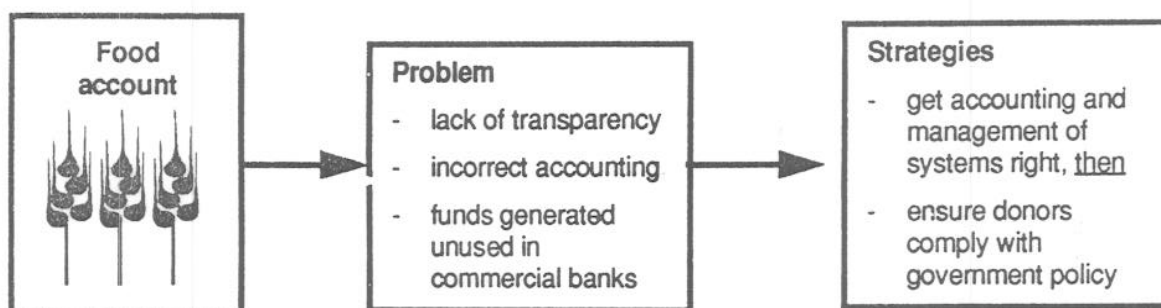 Food
account
Problem
- lack of transparency
- incorrect accounting
- funds generated
unused in
commercial banks
Strategies
- get accounting and
management of
systems right, then
- ensure donors
comply with
government policy